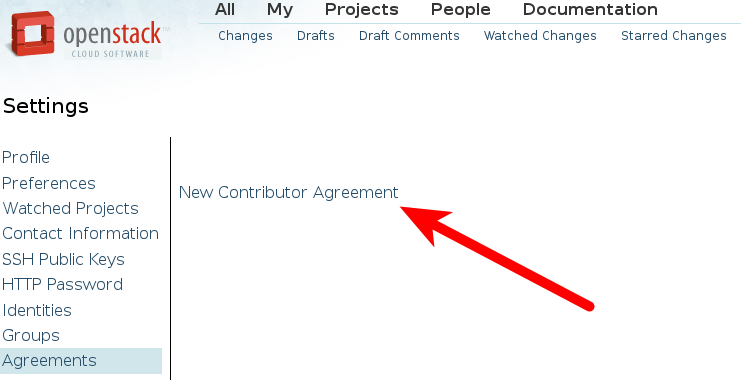 All My Projects People Documentation
openstack™
CLOUD SOFTWARE
Changes Drafts Draft Comments Watched Changes Starred Changes
Settings
Profile
Preferences
Watched Projects
Contact Information
SSH Public Keys
HTTP Password
Identities
Groups
Agreements
New Contributor Agreement